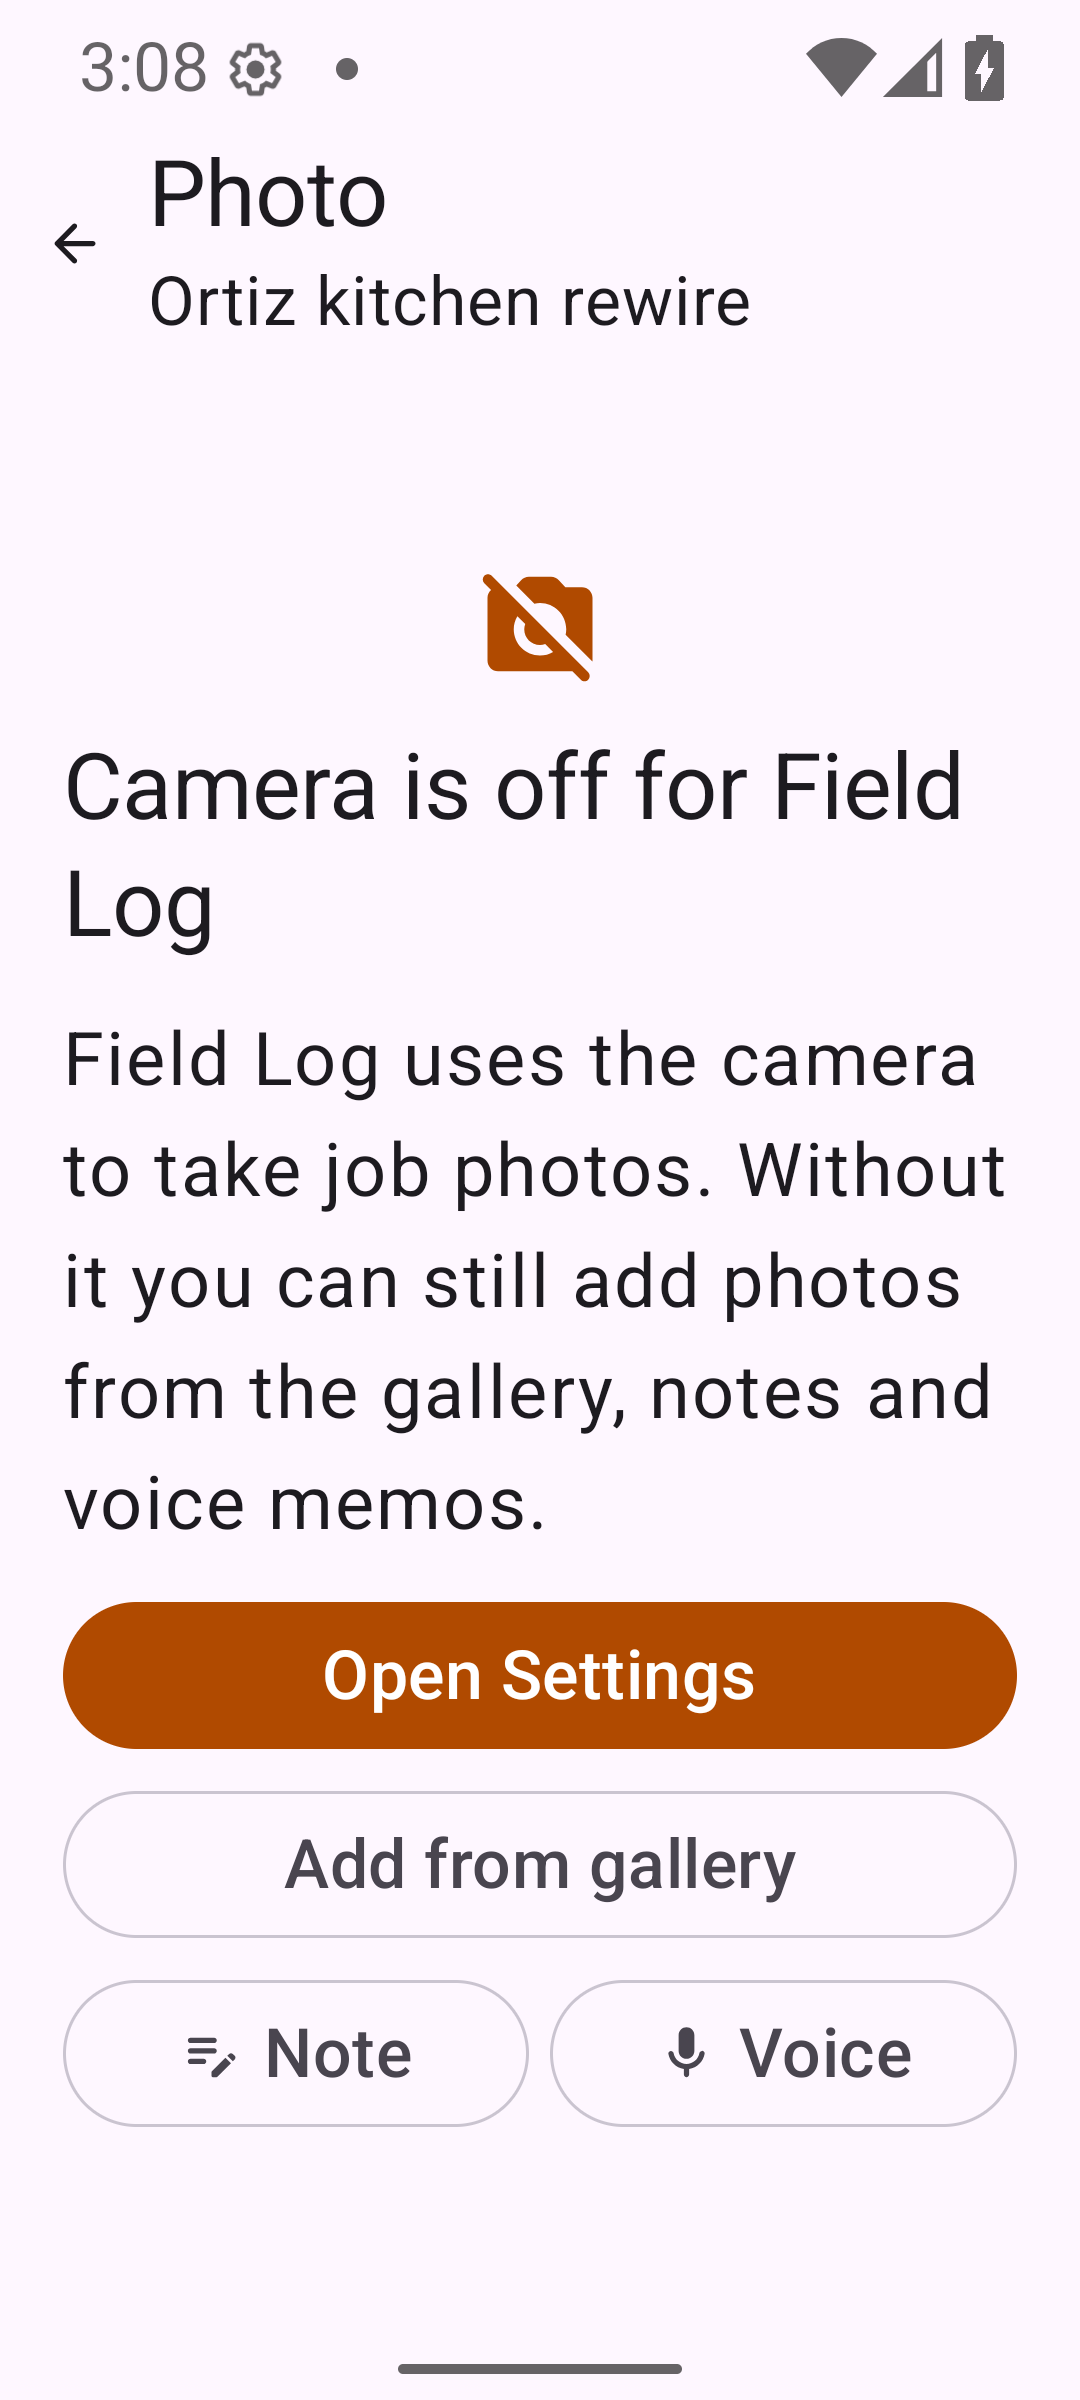 3:08
Photo
Ortiz kitchen rewire
Camera is off for Field
Log
Field Log uses the camera
to take job photos. Without
it you can still add photos
from the gallery, notes and
voice memos.
Open Settings
Add from gallery
Note
Voice